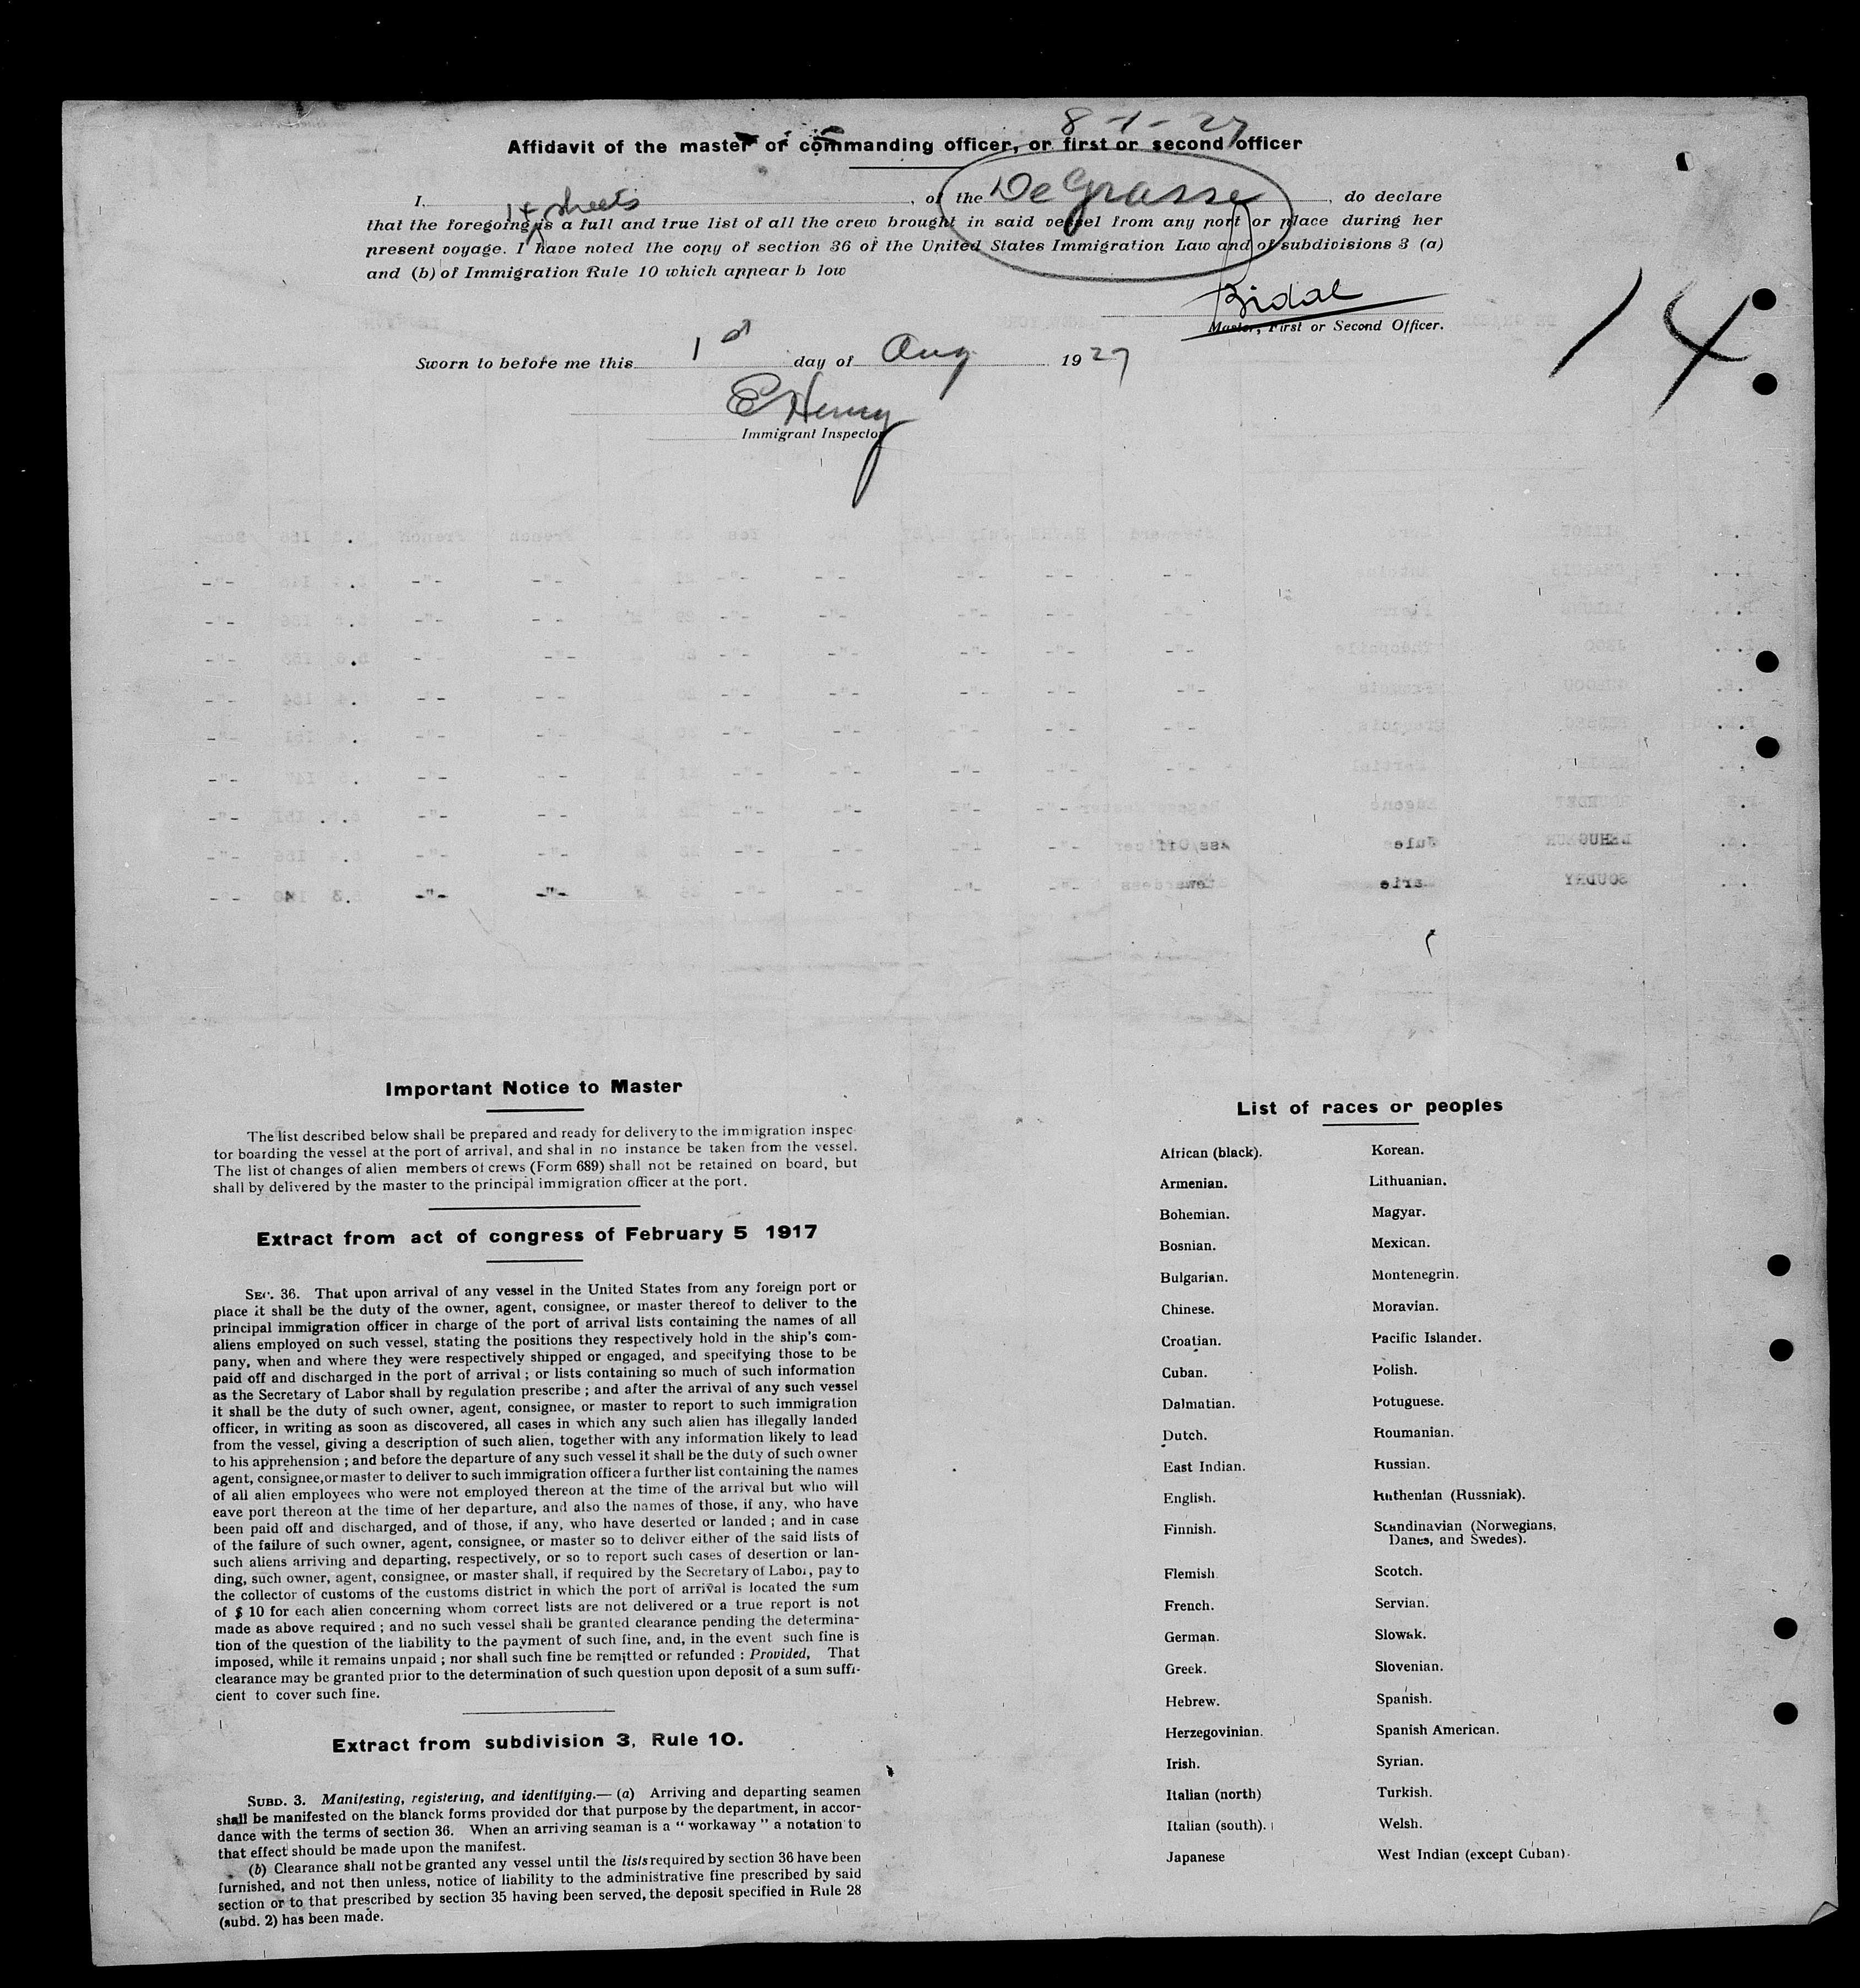 8-1-27
Affidavit of the master or commanding officer, or first or second officer
I. , of the De Grasse , do declare
14 sheets
that the foregoing is a full and true list of all the crew brought in said vessel from any port or place during her
present voyage. I have noted the copy of section 36 of the United States Immigration Law and of subdivisions 3 (a)
and (b) of Immigration Rule 10 which appear b low
Bidal
Master, First or Second Officer.
14
Sworn to before me this 1st day of Aug 1927
E Henry
Immigrant Inspector
Important Notice to Master
The list described below shall be prepared and ready for delivery to the immigration inspec-
tor boarding the vessel at the port of arrival, and shal in no instance be taken from the vessel.
The list of changes of alien members of crews (Form 689) shall not be retained on board, but
shall by delivered by the master to the principal immigration officer at the port.
Extract from act of congress of February 5 1917
SEC. 36. That upon arrival of any vessel in the United States from any foreign port or
place it shall be the duty of the owner, agent, consignee, or master thereof to deliver to the
principal immigration officer in charge of the port of arrival lists containing the names of all
aliens employed on such vessel, stating the positions they respectively hold in the ship's com-
pany, when and where they were respectively shipped or engaged, and specifying those to be
paid off and discharged in the port of arrival ; or lists containing so much of such information
as the Secretary of Labor shall by regulation prescribe ; and after the arrival of any such vessel
it shall be the duty of such owner, agent, consignee, or master to report to such immigration
officer, in writing as soon as discovered, all cases in which any such alien has illegally landed
from the vessel, giving a description of such alien, together with any information likely to lead
to his apprehension ; and before the departure of any such vessel it shall be the duty of such owner
agent, consignee,or master to deliver to such immigration officer a further list containing the names
of all alien employees who were not employed thereon at the time of the arrival but who will
eave port thereon at the time of her departure, and also the names of those, if any, who have
been paid off and discharged, and of those, if any, who have deserted or landed ; and in case
of the failure of such owner, agent, consignee, or master so to deliver either of the said lists of
such aliens arriving and departing, respectively, or so to report such cases of desertion or lan-
ding, such owner, agent, consignee, or master shall, if required by the Secretary of Labor, pay to
the collector of customs of the customs district in which the port of arrival is located the sum
of $ 10 for each alien concerning whom correct lists are not delivered or a true report is not
made as above required ; and no such vessel shall be granted clearance pending the determina-
tion of the question of the liability to the payment of such fine, and, in the event such fine is
imposed, while it remains unpaid ; nor shall such fine be remitted or refunded : Provided, That
clearance may be granted prior to the determination of such question upon deposit of a sum suffi-
cient to cover such fine.
Extract from subdivision 3, Rule 10.
SUBD. 3. Manifesting, registering, and identifying.— (a) Arriving and departing seamen
shall be manifested on the blanck forms provided dor that purpose by the department, in accor-
dance with the terms of section 36. When an arriving seaman is a " workaway " a notation to
that effect should be made upon the manifest.
(b) Clearance shall not be granted any vessel until the lists required by section 36 have been
furnished, and not then unless, notice of liability to the administrative fine prescribed by said
section or to that prescribed by section 35 having been served, the deposit specified in Rule 28
(subd. 2) has been made.
List of races or peoples
African (black).
Armenian.
Bohemian.
Bosnian.
Bulgarian.
Chinese.
Croatian.
Cuban.
Dalmatian.
Dutch.
East Indian.
English.
Finnish.
Flemish
French.
German.
Greek.
Hebrew.
Herzegovinian.
Irish.
Italian (north)
Italian (south).
Japanese
Korean.
Lithuanian.
Magyar.
Mexican.
Montenegrin.
Moravian.
Pacific Islander.
Polish.
Potuguese.
Roumanian.
Russian.
Ruthenian (Russniak).
Scandinavian (Norwegians,
Danes, and Swedes).
Scotch.
Servian.
Slowak.
Slovenian.
Spanish.
Spanish American.
Syrian.
Turkish.
Welsh.
West Indian (except Cuban).